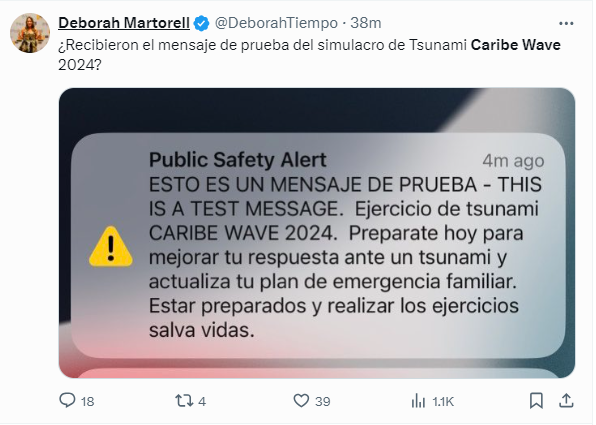 Deborah Martorell @DeborahTiempo · 38m ...
¿Recibieron el mensaje de prueba del simulacro de Tsunami Caribe Wave
2024?
Public Safety Alert 4m ago
ESTO ES UN MENSAJE DE PRUEBA - THIS
IS A TEST MESSAGE.  Ejercicio de tsunami
CARIBE WAVE 2024.  Preparate hoy para
mejorar tu respuesta ante un tsunami y
actualiza tu plan de emergencia familiar.
Estar preparados y realizar los ejercicios
salva vidas.
18 4 39 1.1K